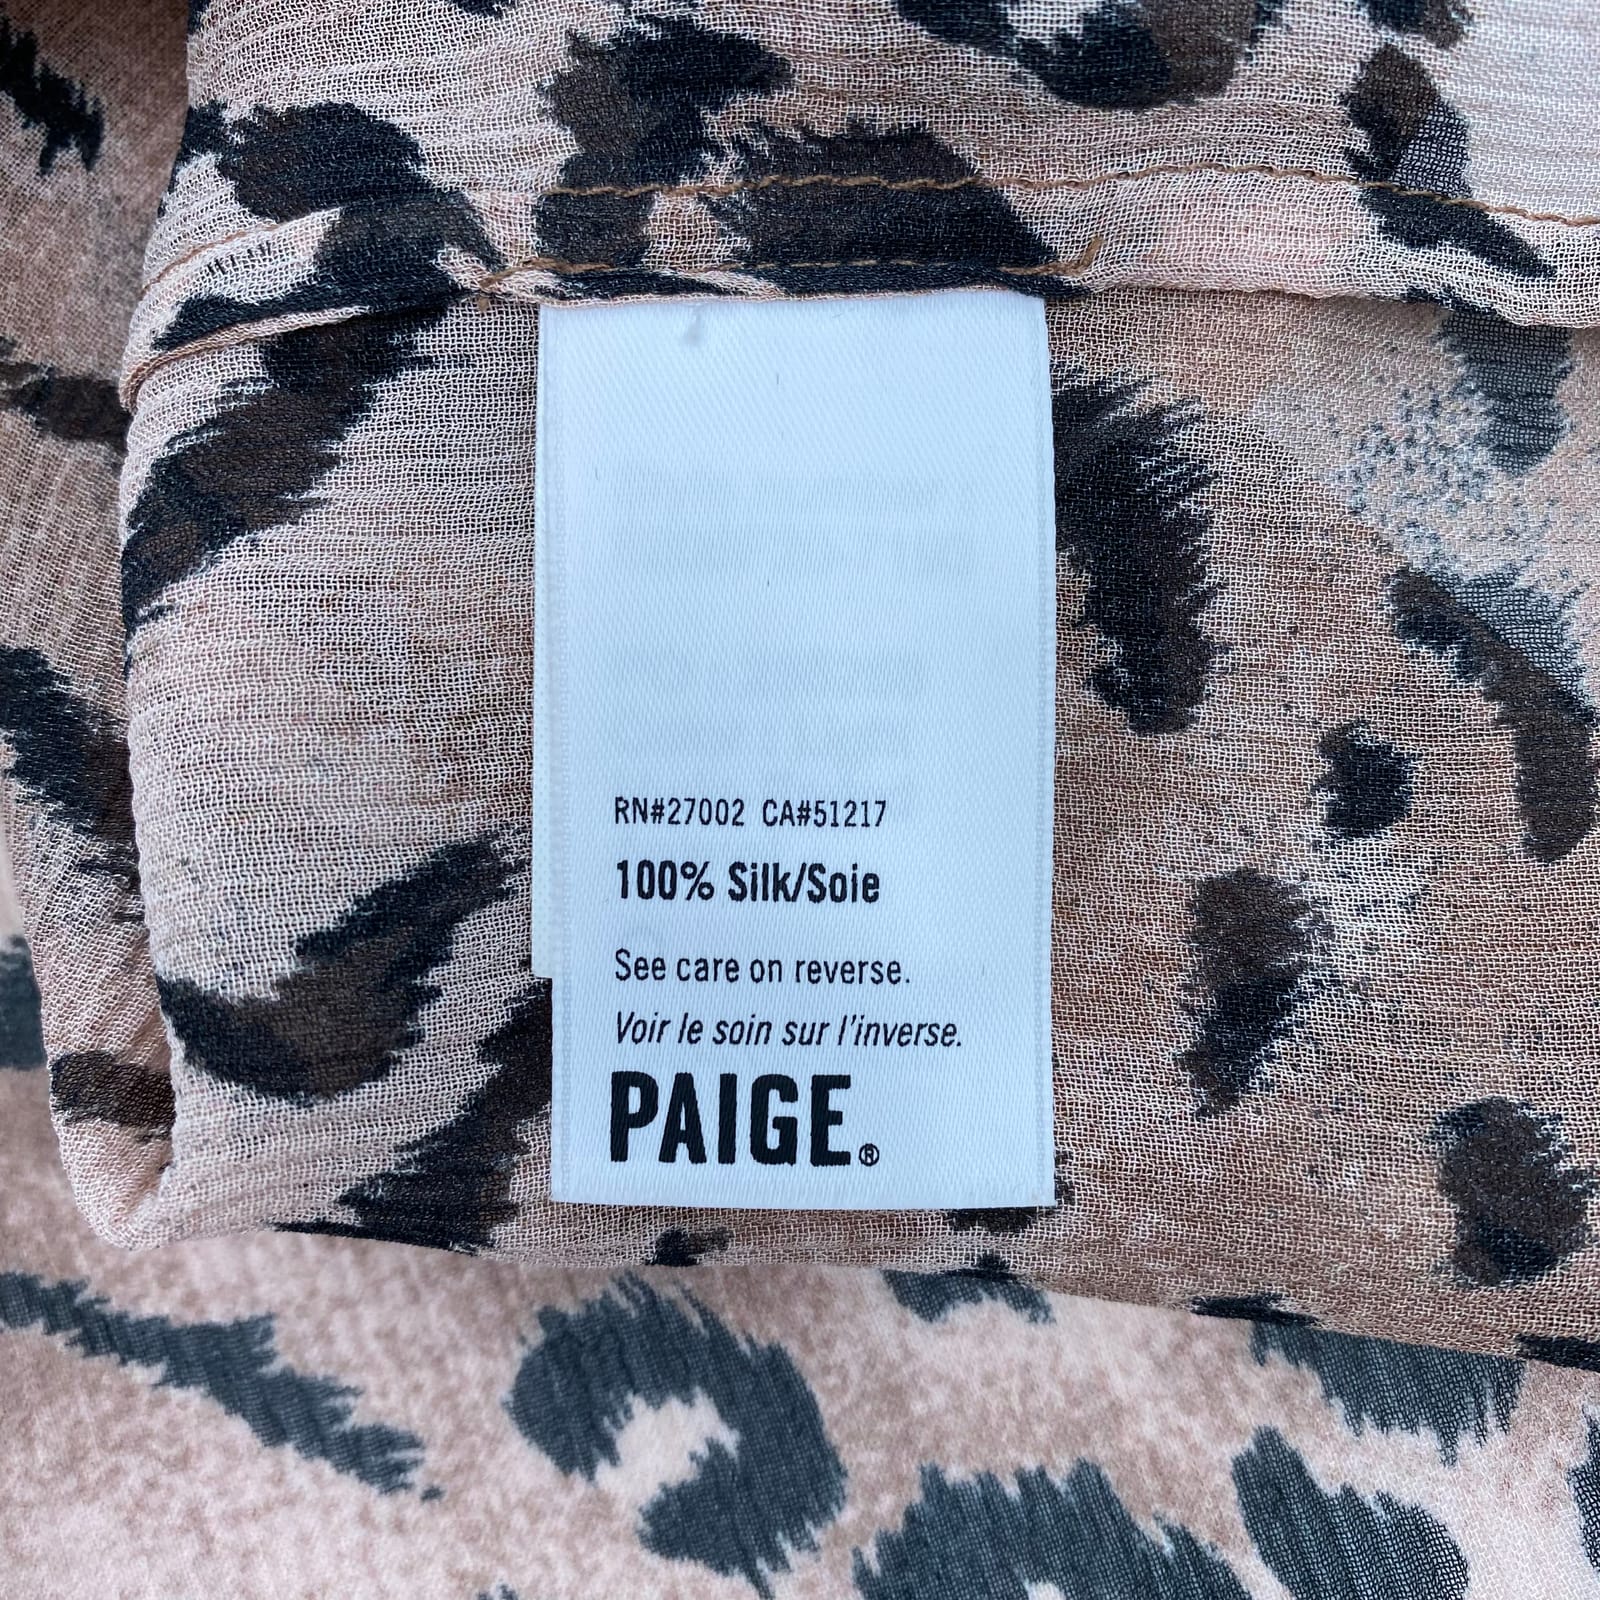 RN#27002 CA#51217
100% Silk/Soie
See care on reverse.
Voir le soin sur l'inverse.
PAIGE®